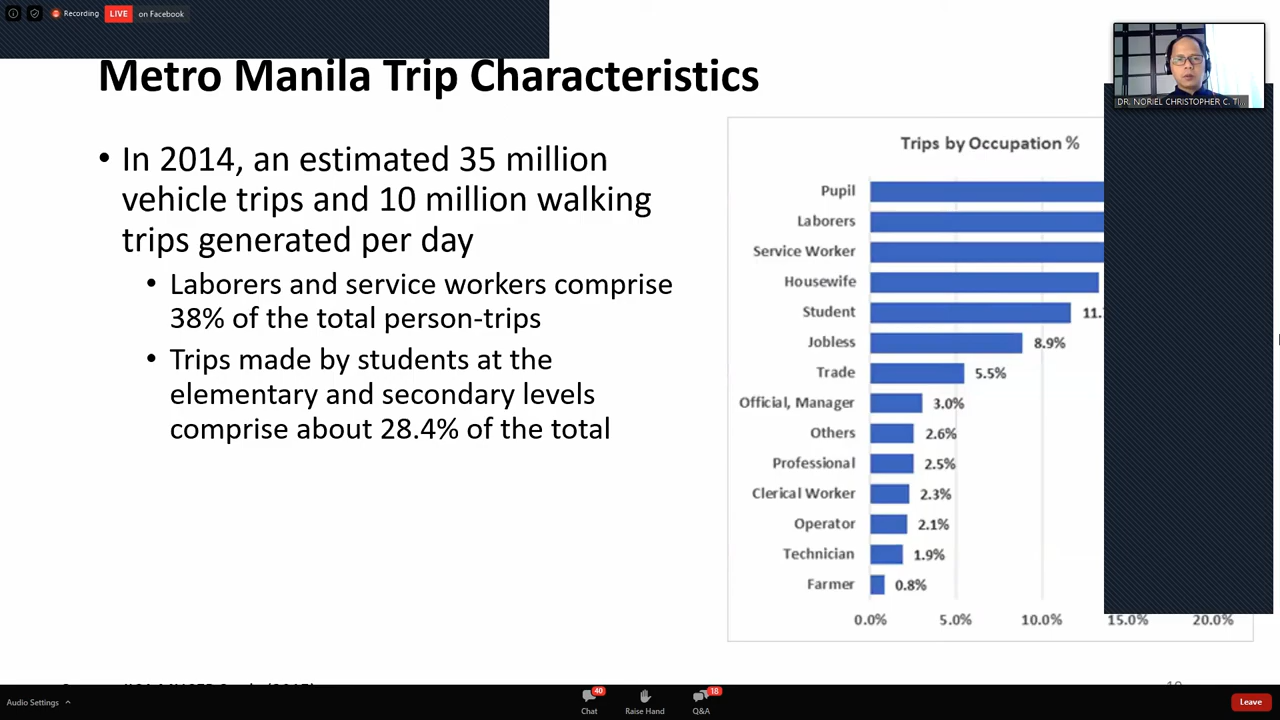 Recording LIVE on Facebook
DR. NORIEL CHRISTOPHER C. TI...
Metro Manila Trip Characteristics
• In 2014, an estimated 35 million
vehicle trips and 10 million walking
trips generated per day
• Laborers and service workers comprise
38% of the total person-trips
• Trips made by students at the
elementary and secondary levels
comprise about 28.4% of the total
Trips by Occupation %
Pupil
Laborers
Service Worker
Housewife
Student 11.
Jobless 8.9%
Trade 5.5%
Official, Manager 3.0%
Others 2.6%
Professional 2.5%
Clerical Worker 2.3%
Operator 2.1%
Technician 1.9%
Farmer 0.8%
0.0% 5.0% 10.0% 15.0% 20.0%
Audio Settings
40
Chat
Raise Hand
18
Q&A
Leave